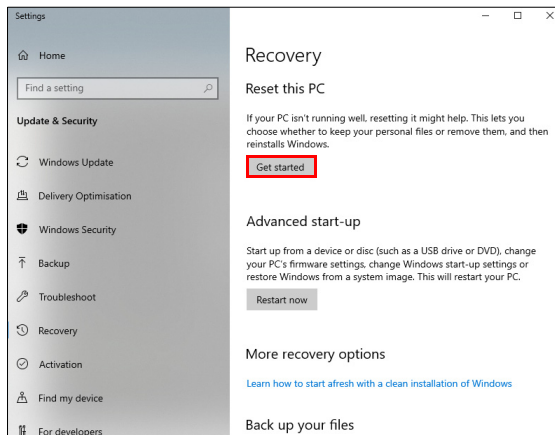 Settings
Home
Find a setting
Update & Security
Windows Update
Delivery Optimisation
Windows Security
Backup
Troubleshoot
Recovery
Activation
Find my device
For developers
Recovery
Reset this PC
If your PC isn't running well, resetting it might help. This lets you
choose whether to keep your personal files or remove them, and then
reinstalls Windows.
Get started
Advanced start-up
Start up from a device or disc (such as a USB drive or DVD), change
your PC's firmware settings, change Windows start-up settings or
restore Windows from a system image. This will restart your PC.
Restart now
More recovery options
Learn how to start afresh with a clean installation of Windows
Back up your files